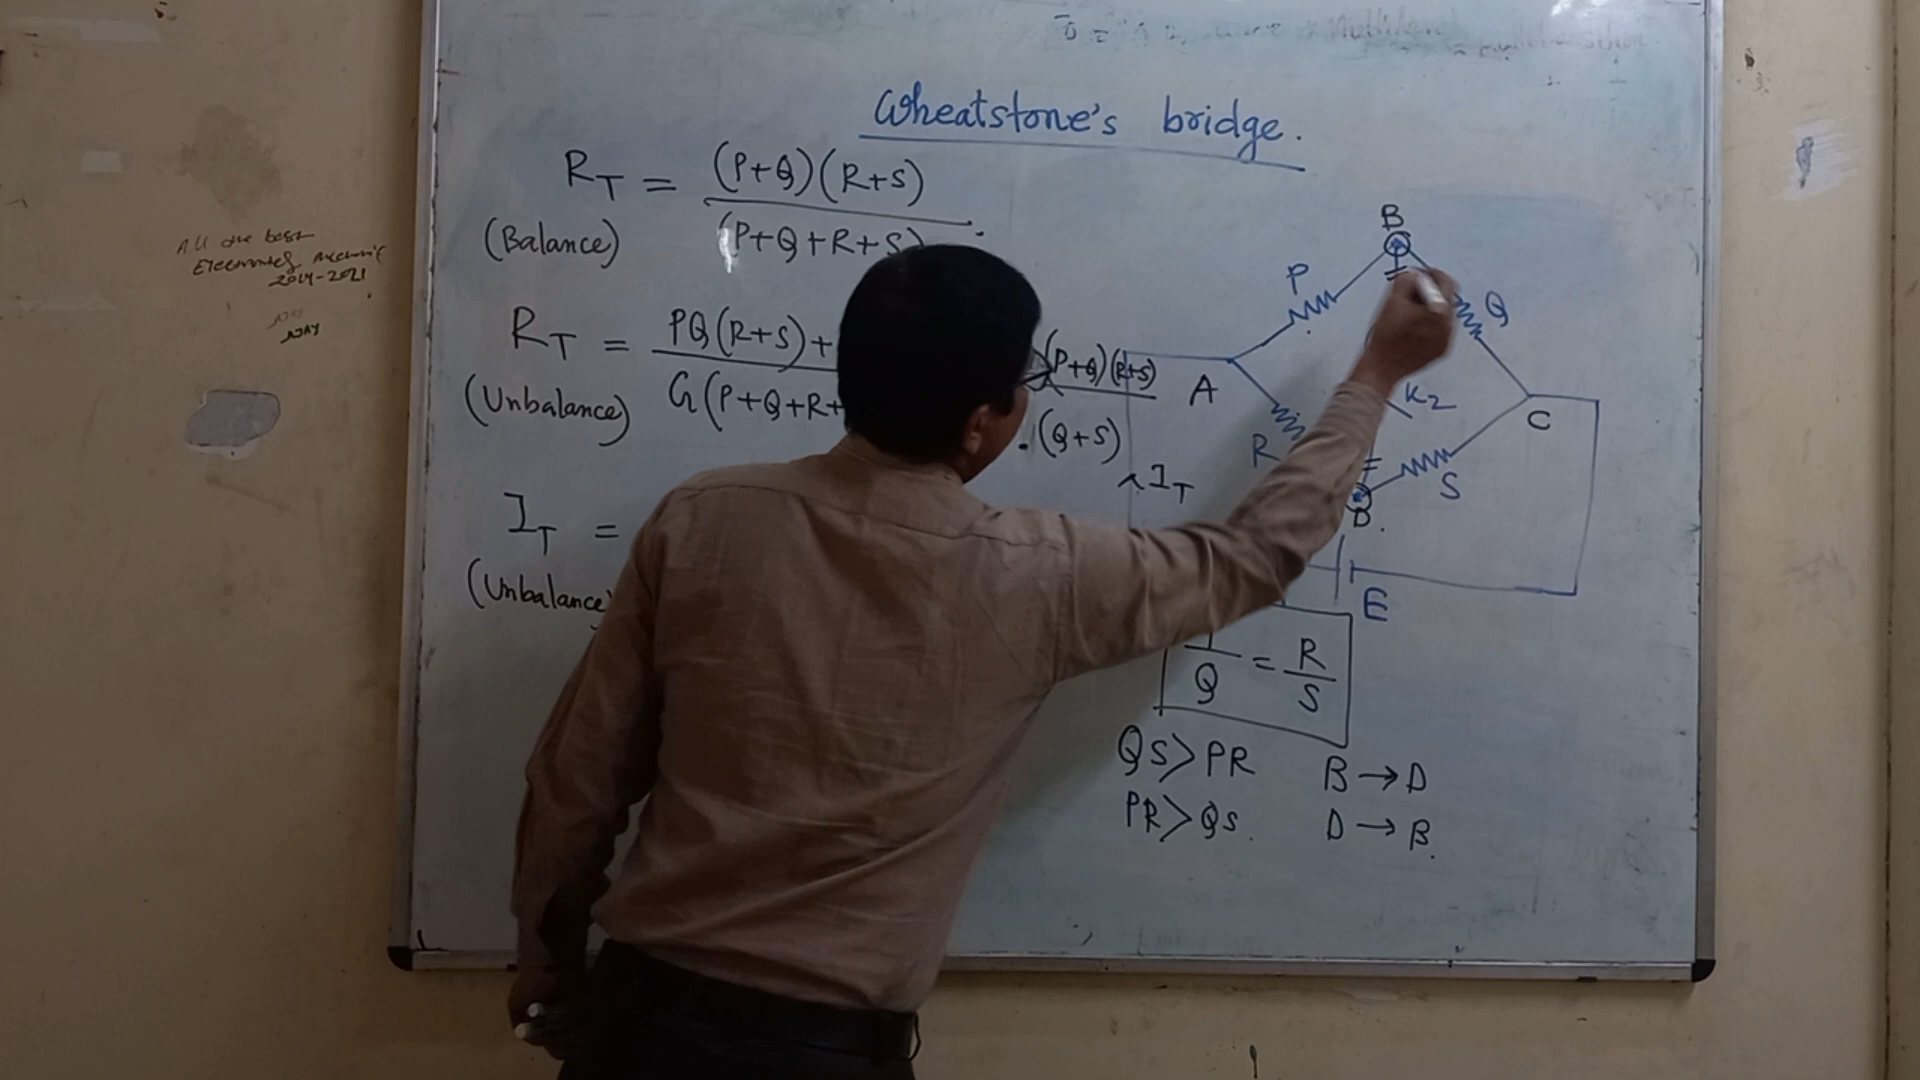 Wheatstone's bridge.
R_T = (P+Q)(R+S)
(Balance) (P+Q+R+S)
R_T = PQ(R+S)+ (P+Q)(R+S)
(Unbalance) G(P+Q+R+ .(Q+S)
I_T =
(Unbalance)
B
P
Q
A
K2
C
R
S
I_T
D.
E
Q = R/S
QS>PR B→D
PR>QS. D→B.
All the best
2014-2021
AJAY
AJAY